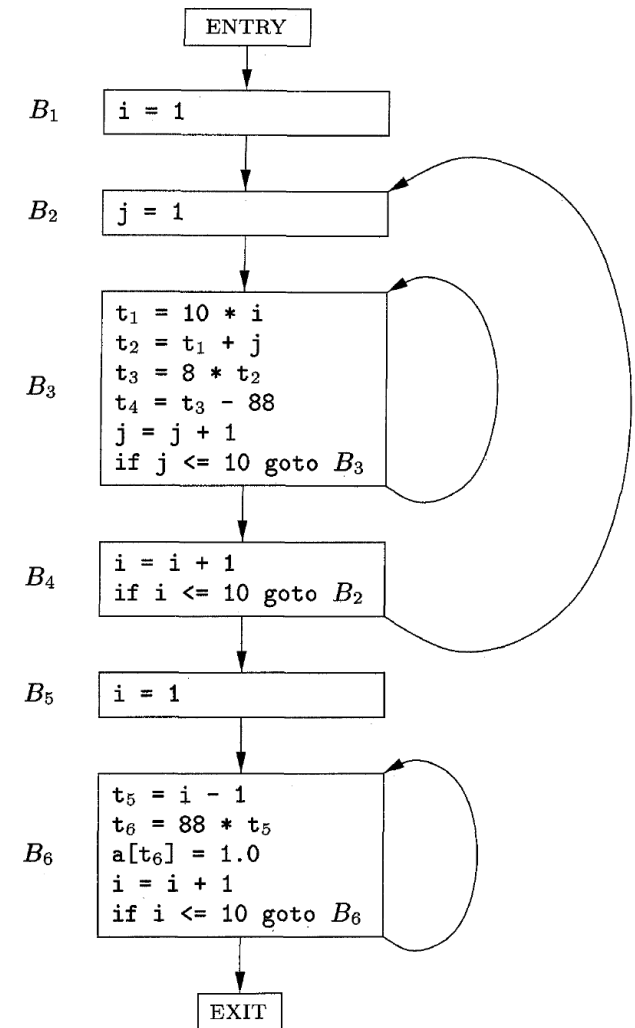 ENTRY
B₁
i = 1
B₂
j = 1
B₃
t₁ = 10 * i
t₂ = t₁ + j
t₃ = 8 * t₂
t₄ = t₃ - 88
j = j + 1
if j <= 10 goto B₃
B₄
i = i + 1
if i <= 10 goto B₂
B₅
i = 1
B₆
t₅ = i - 1
t₆ = 88 * t₅
a[t₆] = 1.0
i = i + 1
if i <= 10 goto B₆
EXIT